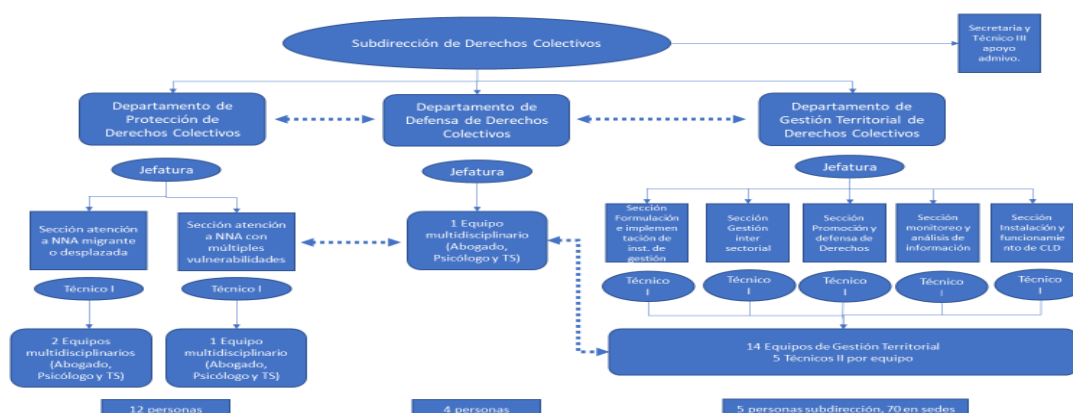 Subdirección de Derechos Colectivos
Secretaria y
Técnico III
apoyo
admivo.
Departamento de
Protección de
Derechos Colectivos
Departamento de
Defensa de Derechos
Colectivos
Departamento de
Gestión Territorial de
Derechos Colectivos
Jefatura
Jefatura
Jefatura
Sección atención
a NNA migrante
o desplazada
Sección atención
a NNA con
múltiples
vulnerabilidades
1 Equipo
multidisciplinario
(Abogado,
Psicólogo y TS)
Sección
Formulación
e implemen
tación de
inst. de
gestión
Sección
Gestión
inter
sectorial
Sección
Promoción y
defensa de
Derechos
Sección
monitoreo y
análisis de
información
Sección
Instalación y
funcionamie
nto de CLD
Técnico I
Técnico I
Técnico
I
Técnico
I
Técnico
I
Técnico
I
Técnico
I
2 Equipos
multidisciplinarios
(Abogado,
Psicólogo y TS)
1 Equipo
multidisciplinario
(Abogado,
Psicólogo y TS)
14 Equipos de Gestión Territorial
5 Técnicos II por equipo
12 personas
4 personas
5 personas subdirección, 70 en sedes